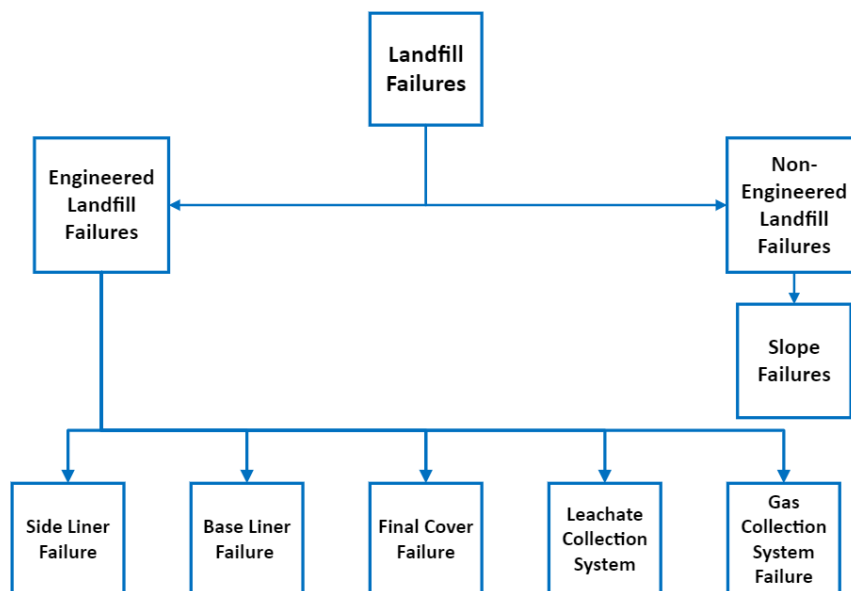 Landfill
Failures
Engineered
Landfill
Failures
Non-
Engineered
Landfill
Failures
Slope
Failures
Side Liner
Failure
Base Liner
Failure
Final Cover
Failure
Leachate
Collection
System
Gas
Collection
System
Failure